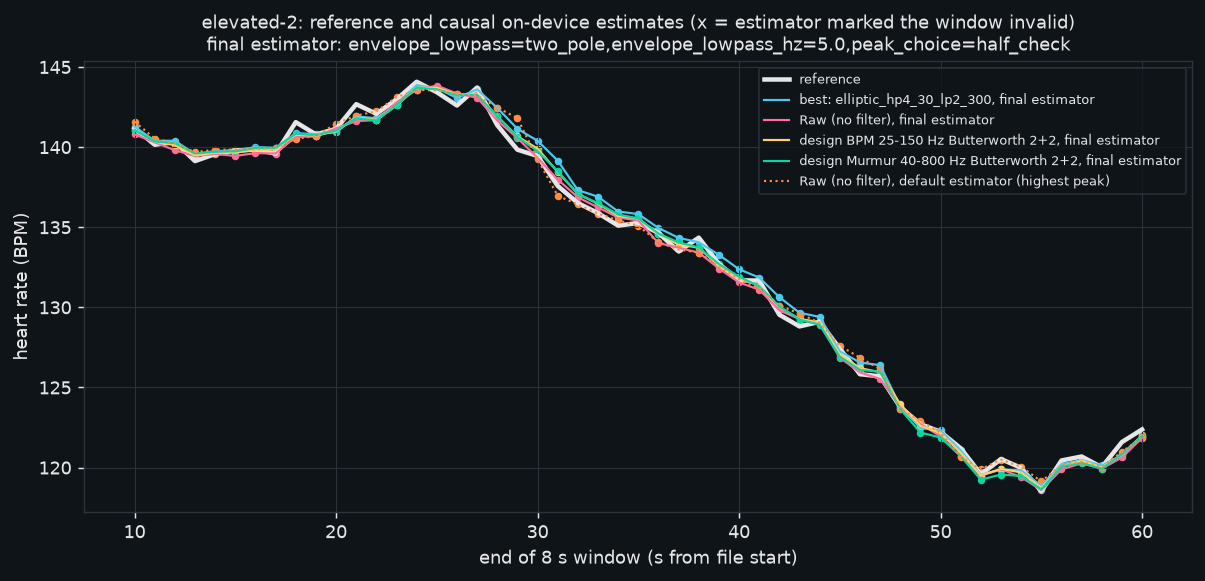 elevated-2: reference and causal on-device estimates (x = estimator marked the window invalid)
final estimator: envelope_lowpass=two_pole,envelope_lowpass_hz=5.0,peak_choice=half_check
reference
best: elliptic_hp4_30_lp2_300, final estimator
Raw (no filter), final estimator
design BPM 25-150 Hz Butterworth 2+2, final estimator
design Murmur 40-800 Hz Butterworth 2+2, final estimator
Raw (no filter), default estimator (highest peak)
heart rate (BPM)
145
140
135
130
125
120
10 20 30 40 50 60
end of 8 s window (s from file start)